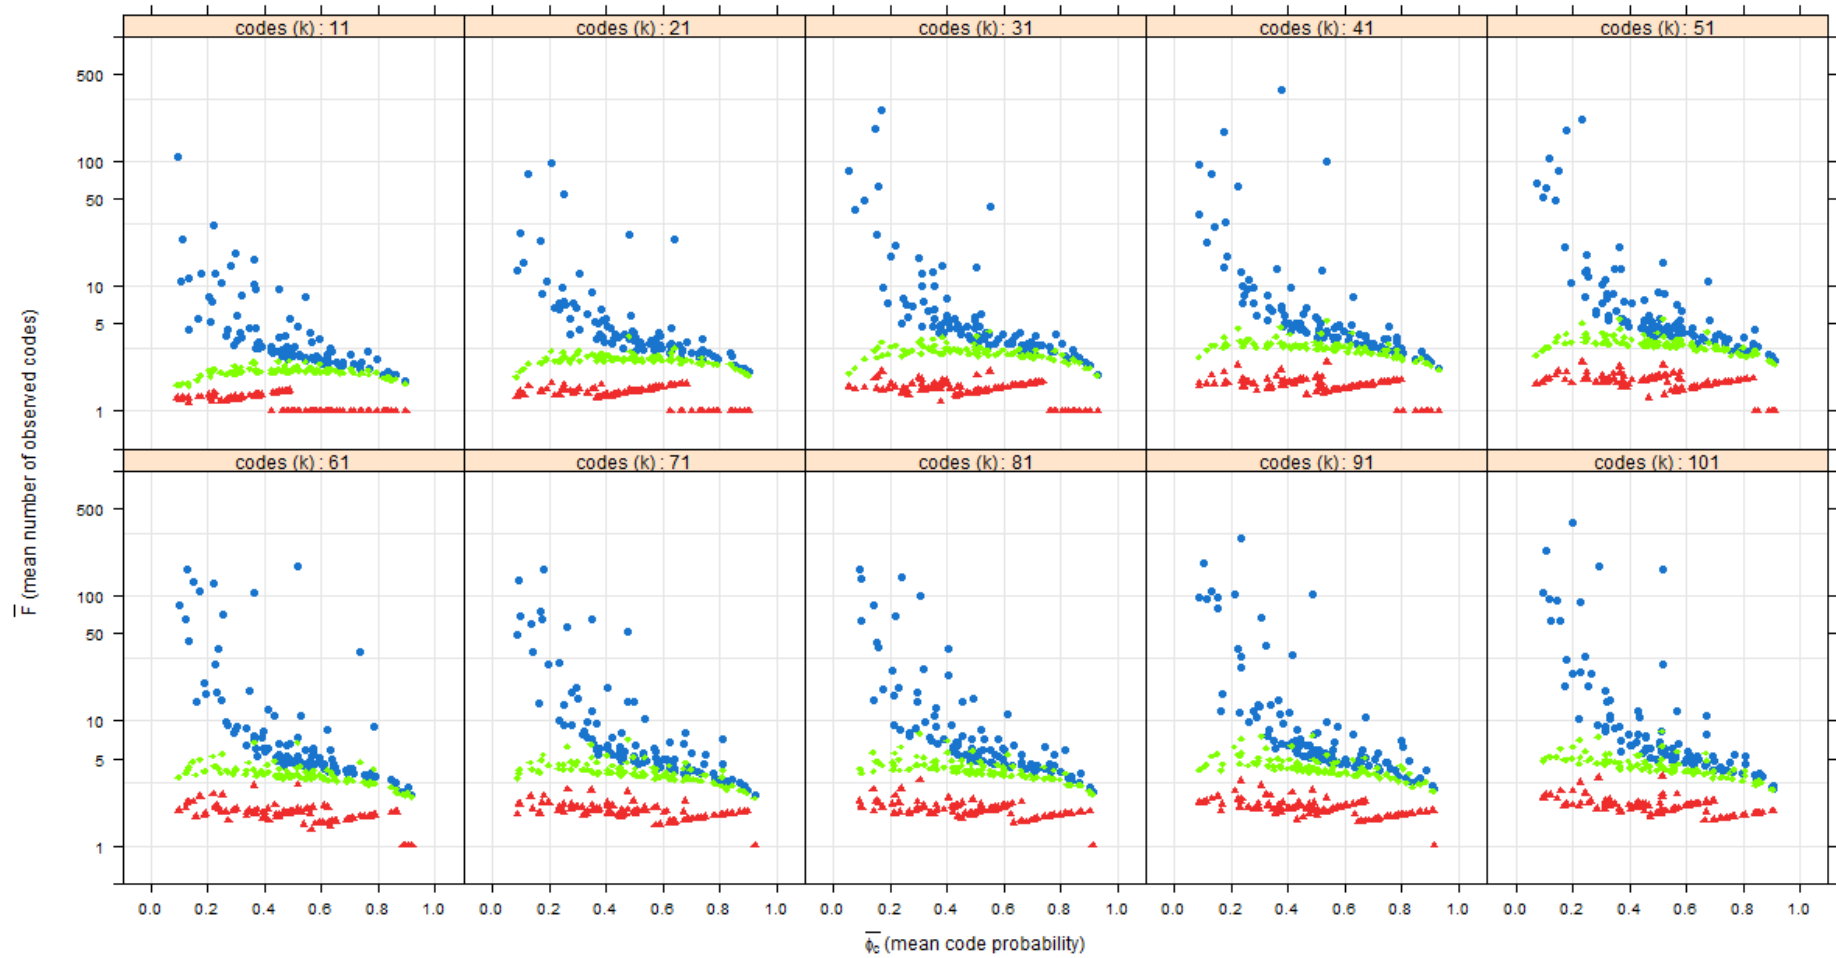 codes (k) : 11
codes (k) : 21
codes (k) : 31
codes (k) : 41
codes (k) : 51
500
100
50
10
5
1
codes (k) : 61
codes (k) : 71
codes (k) : 81
codes (k) : 91
codes (k) : 101
500
100
50
10
5
1
F̅ (mean number of observed codes)
0.0 0.2 0.4 0.6 0.8 1.0 0.0 0.2 0.4 0.6 0.8 1.0 0.0 0.2 0.4 0.6 0.8 1.0 0.0 0.2 0.4 0.6 0.8 1.0 0.0 0.2 0.4 0.6 0.8 1.0
ϕ̅c̅ (mean code probability)